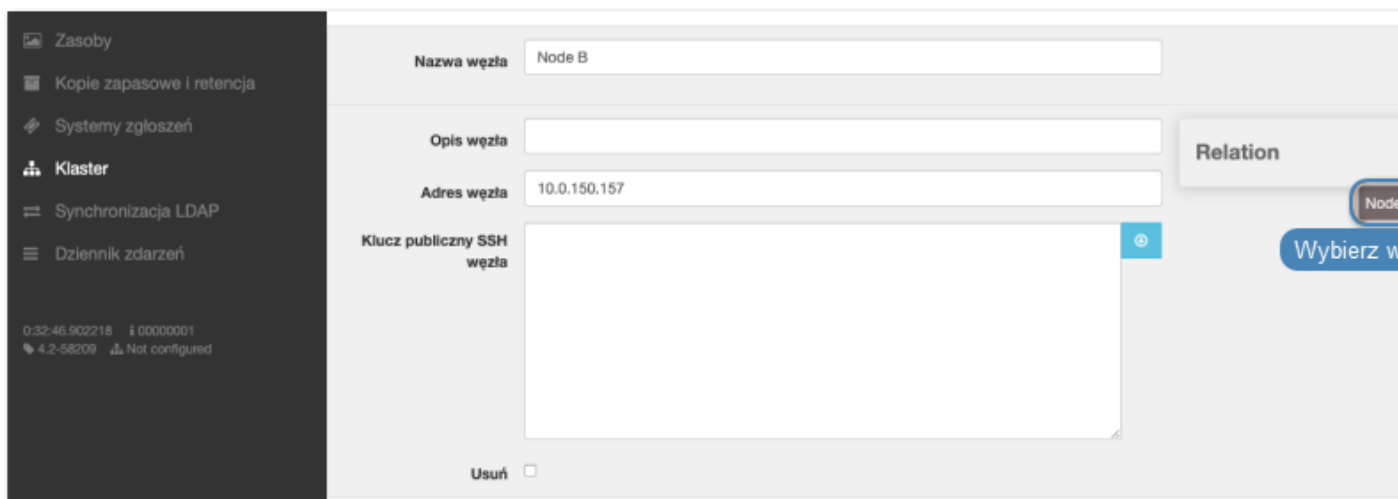 Zasoby
Kopie zapasowe i retencja
Systemy zgłoszeń
Klaster
Synchronizacja LDAP
Dziennik zdarzeń
0:32:46.902218 00000001
4.2-58209 Not configured
Nazwa węzła Node B
Opis węzła
Adres węzła 10.0.150.157
Klucz publiczny SSH
węzła
Usuń
Relation
Node
Wybierz w